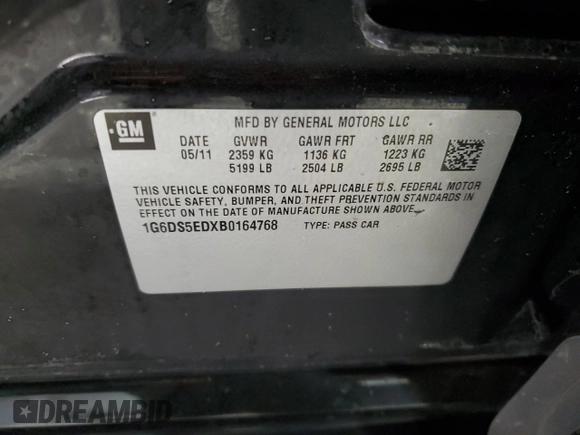 GM
MFD BY GENERAL MOTORS LLC
DATE GVWR GAWR FRT GAWR RR
05/11 2359 KG 1136 KG 1223 KG
5199 LB 2504 LB 2695 LB
THIS VEHICLE CONFORMS TO ALL APPLICABLE U.S. FEDERAL MOTOR
VEHICLE SAFETY, BUMPER, AND THEFT PREVENTION STANDARDS IN
EFFECT ON THE DATE OF MANUFACTURE SHOWN ABOVE.
1G6DS5EDXB0164768 TYPE: PASS CAR
DREAMBID